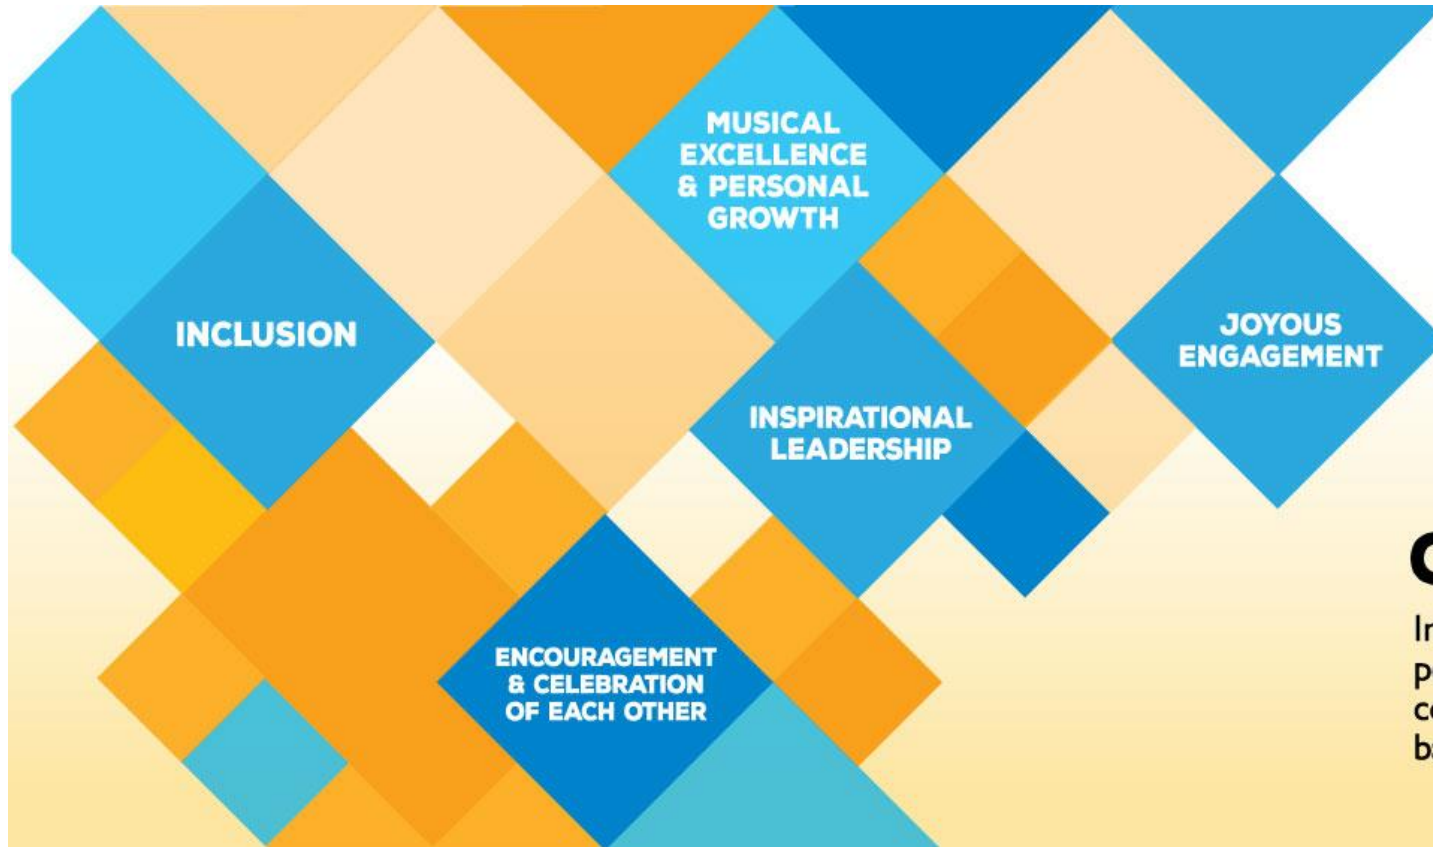 MUSICAL
EXCELLENCE
& PERSONAL
GROWTH
INCLUSION
JOYOUS
ENGAGEMENT
INSPIRATIONAL
LEADERSHIP
ENCOURAGEMENT
& CELEBRATION
OF EACH OTHER